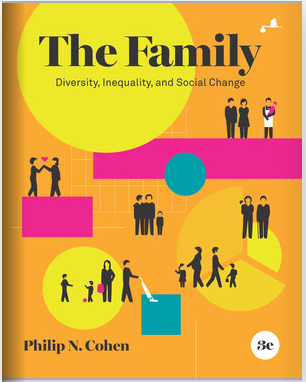 The Family
Diversity, Inequality, and Social Change
Philip N. Cohen
3e